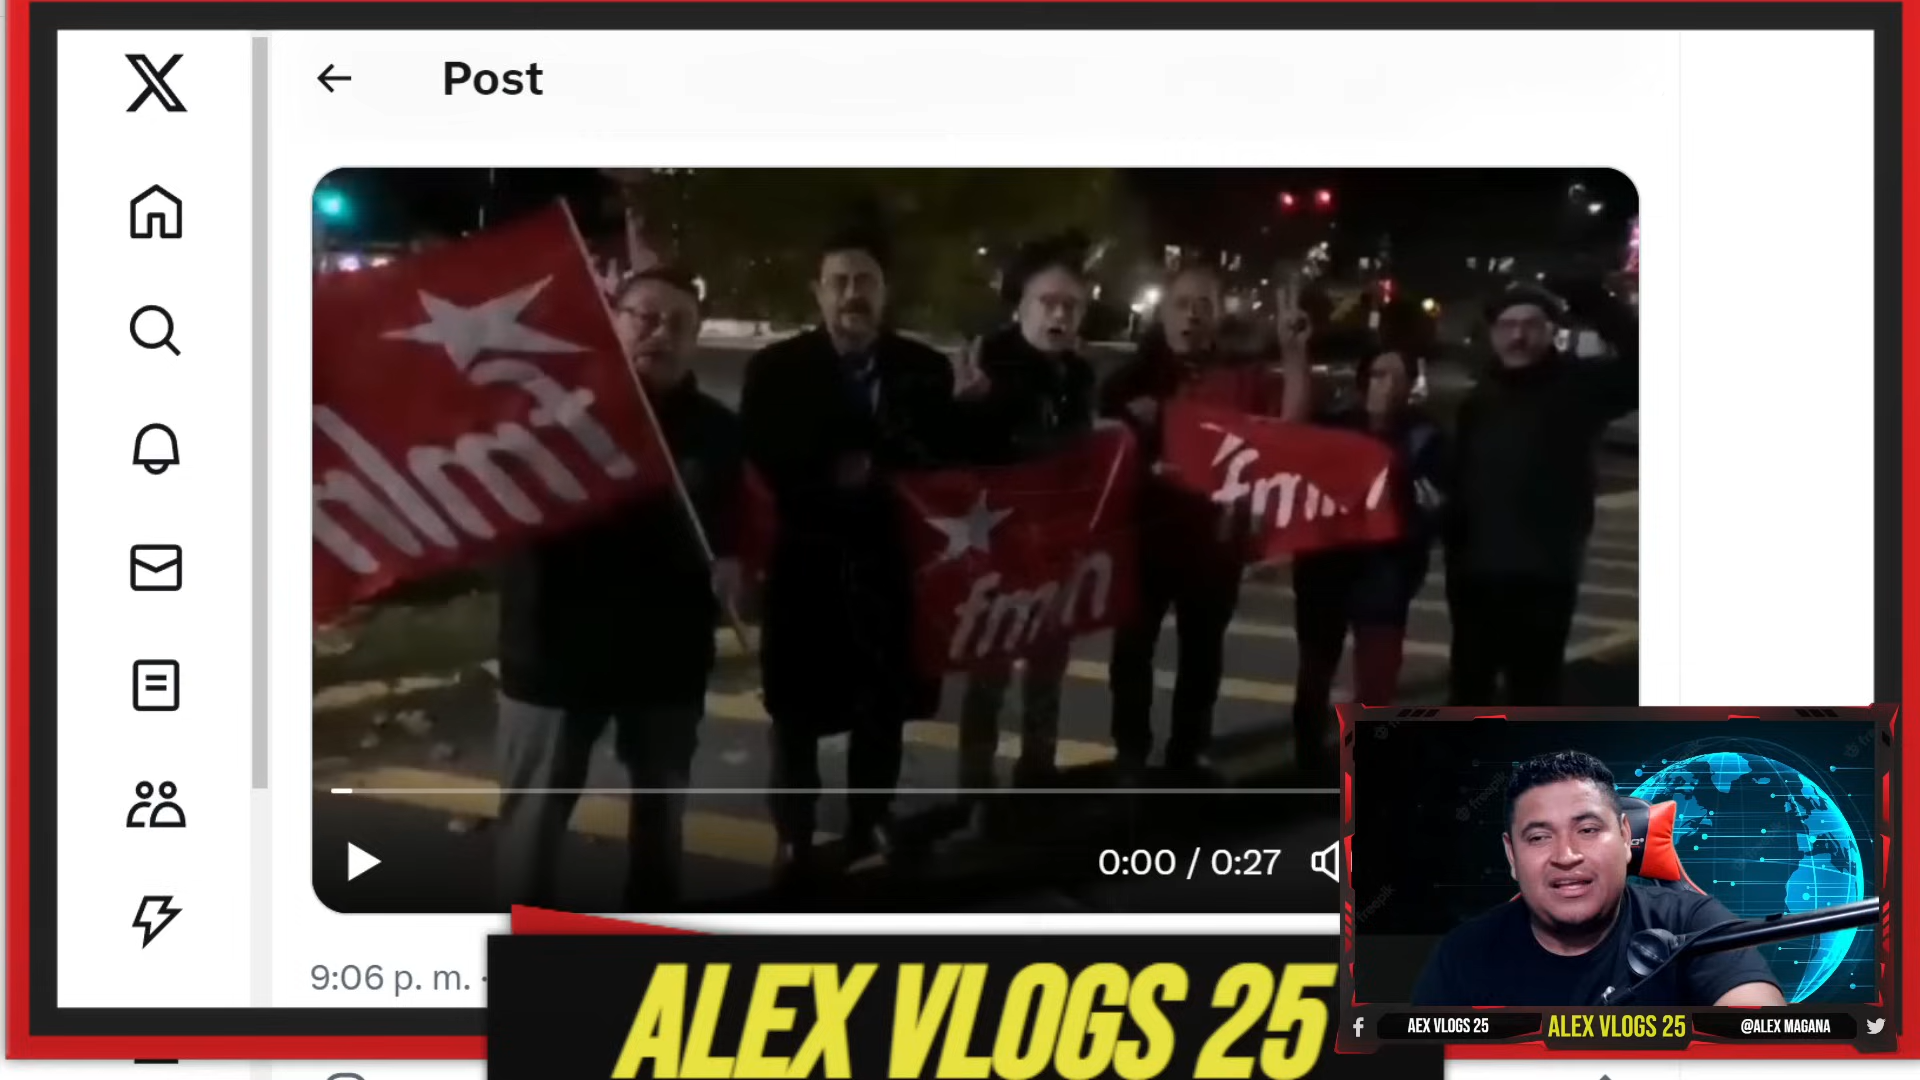 Post
fmln
fmln
0:00 / 0:27
9:06 p. m. ·
ALEX VLOGS 25
AEX VLOGS 25
ALEX VLOGS 25
@ALEX MAGANA